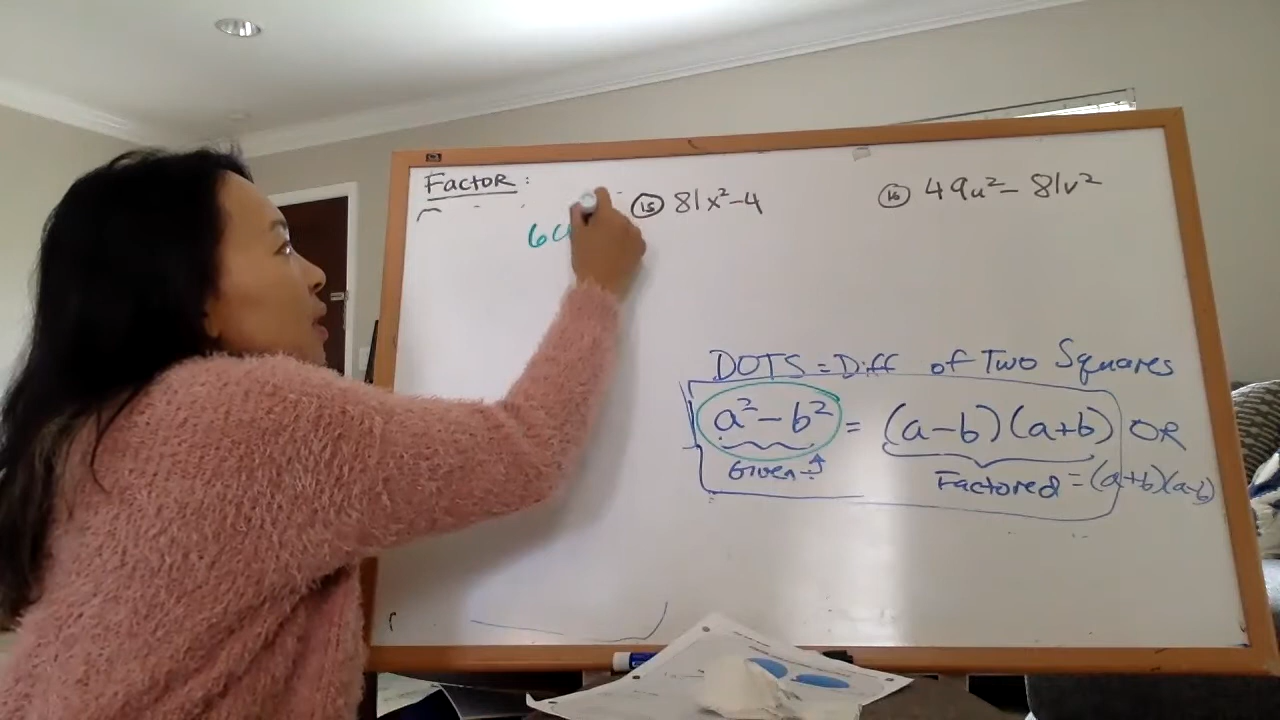 Factor:
(15) 81x²-4
(16) 49u² - 81v²
DOTS = Diff of Two Squares
a² - b² = (a-b)(a+b) OR
Given
Factored = (a+b)(a-b)